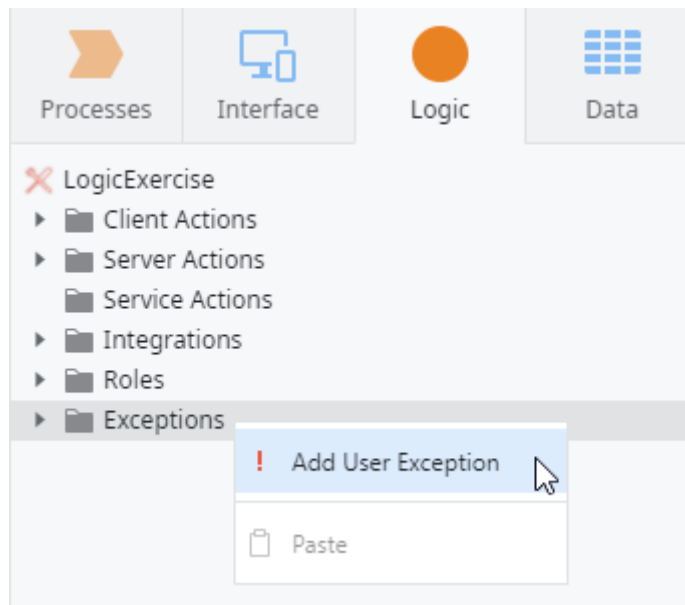 Processes Interface Logic Data
LogicExercise
Client Actions
Server Actions
Service Actions
Integrations
Roles
Exceptions
! Add User Exception
Paste